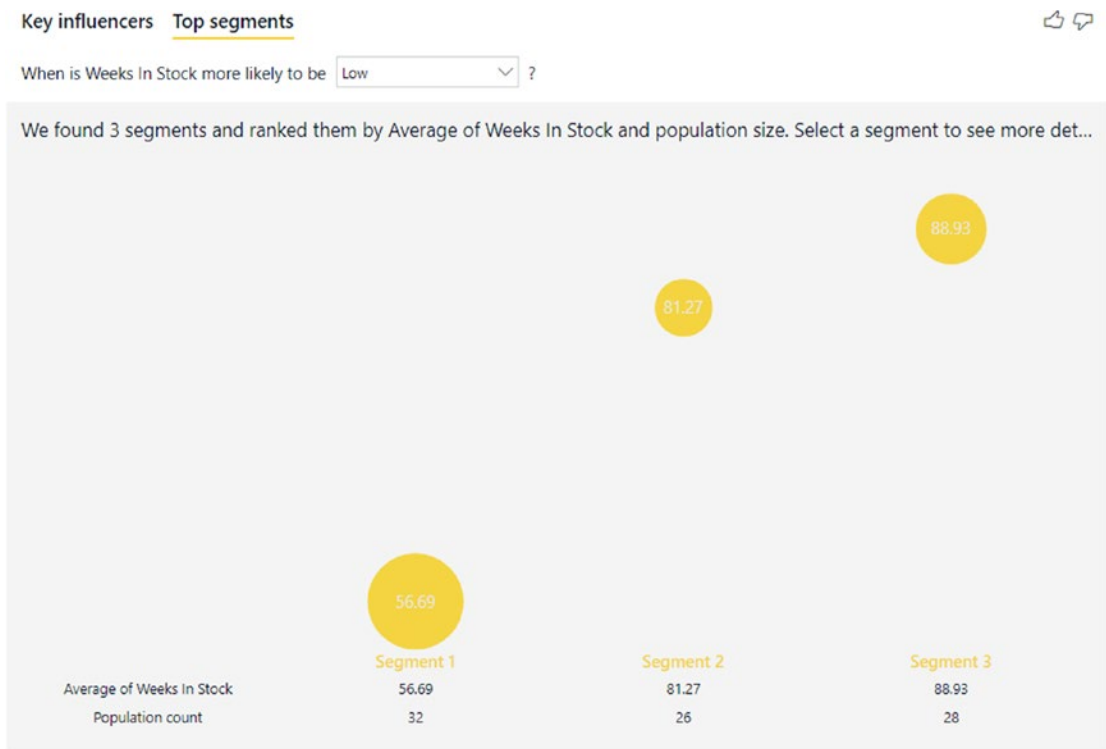 Key influencers Top segments
When is Weeks In Stock more likely to be Low ?
We found 3 segments and ranked them by Average of Weeks In Stock and population size. Select a segment to see more det...
88.93
81.27
56.69
Segment 1 Segment 2 Segment 3
Average of Weeks In Stock 56.69 81.27 88.93
Population count 32 26 28